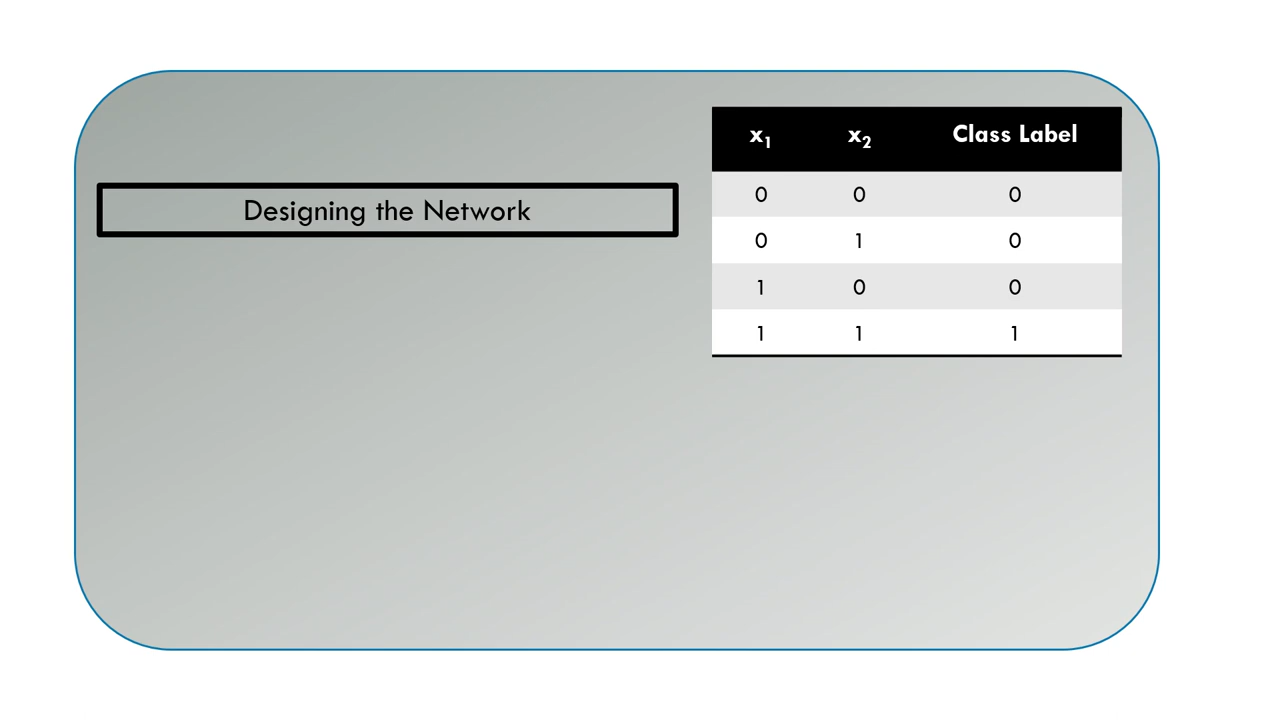 Designing the Network
x₁ x₂ Class Label
0 0 0
0 1 0
1 0 0
1 1 1